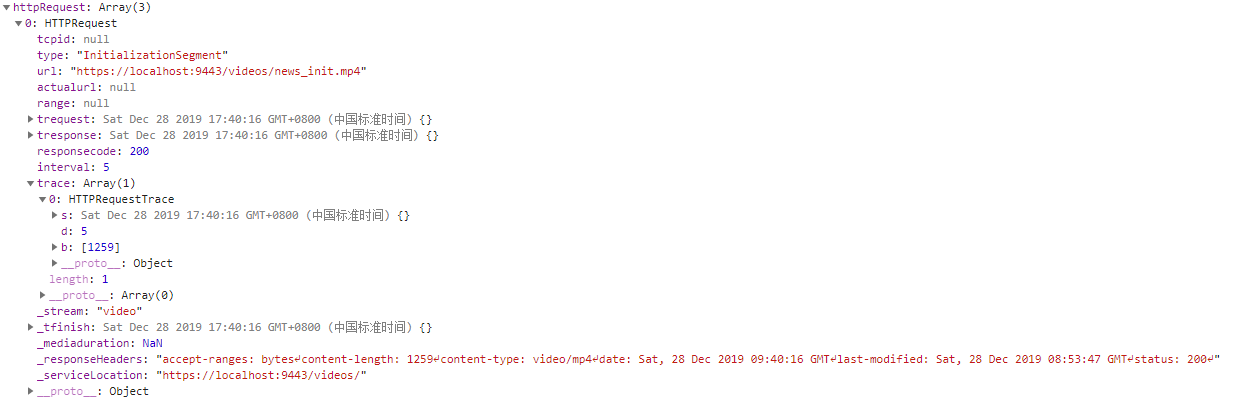 httpRequest: Array(3)
0: HTTPRequest
tcpid: null
type: "InitializationSegment"
url: "https://localhost:9443/videos/news_init.mp4"
actualurl: null
range: null
trequest: Sat Dec 28 2019 17:40:16 GMT+0800 (中国标准时间) {}
tresponse: Sat Dec 28 2019 17:40:16 GMT+0800 (中国标准时间) {}
responsecode: 200
interval: 5
trace: Array(1)
0: HTTPRequestTrace
s: Sat Dec 28 2019 17:40:16 GMT+0800 (中国标准时间) {}
d: 5
b: [1259]
__proto__: Object
length: 1
__proto__: Array(0)
_stream: "video"
_tfinish: Sat Dec 28 2019 17:40:16 GMT+0800 (中国标准时间) {}
_mediaduration: NaN
_responseHeaders: "accept-ranges: bytes↵content-length: 1259↵content-type: video/mp4↵date: Sat, 28 Dec 2019 09:40:16 GMT↵last-modified: Sat, 28 Dec 2019 08:53:47 GMT↵status: 200↵"
_serviceLocation: "https://localhost:9443/videos/"
__proto__: Object